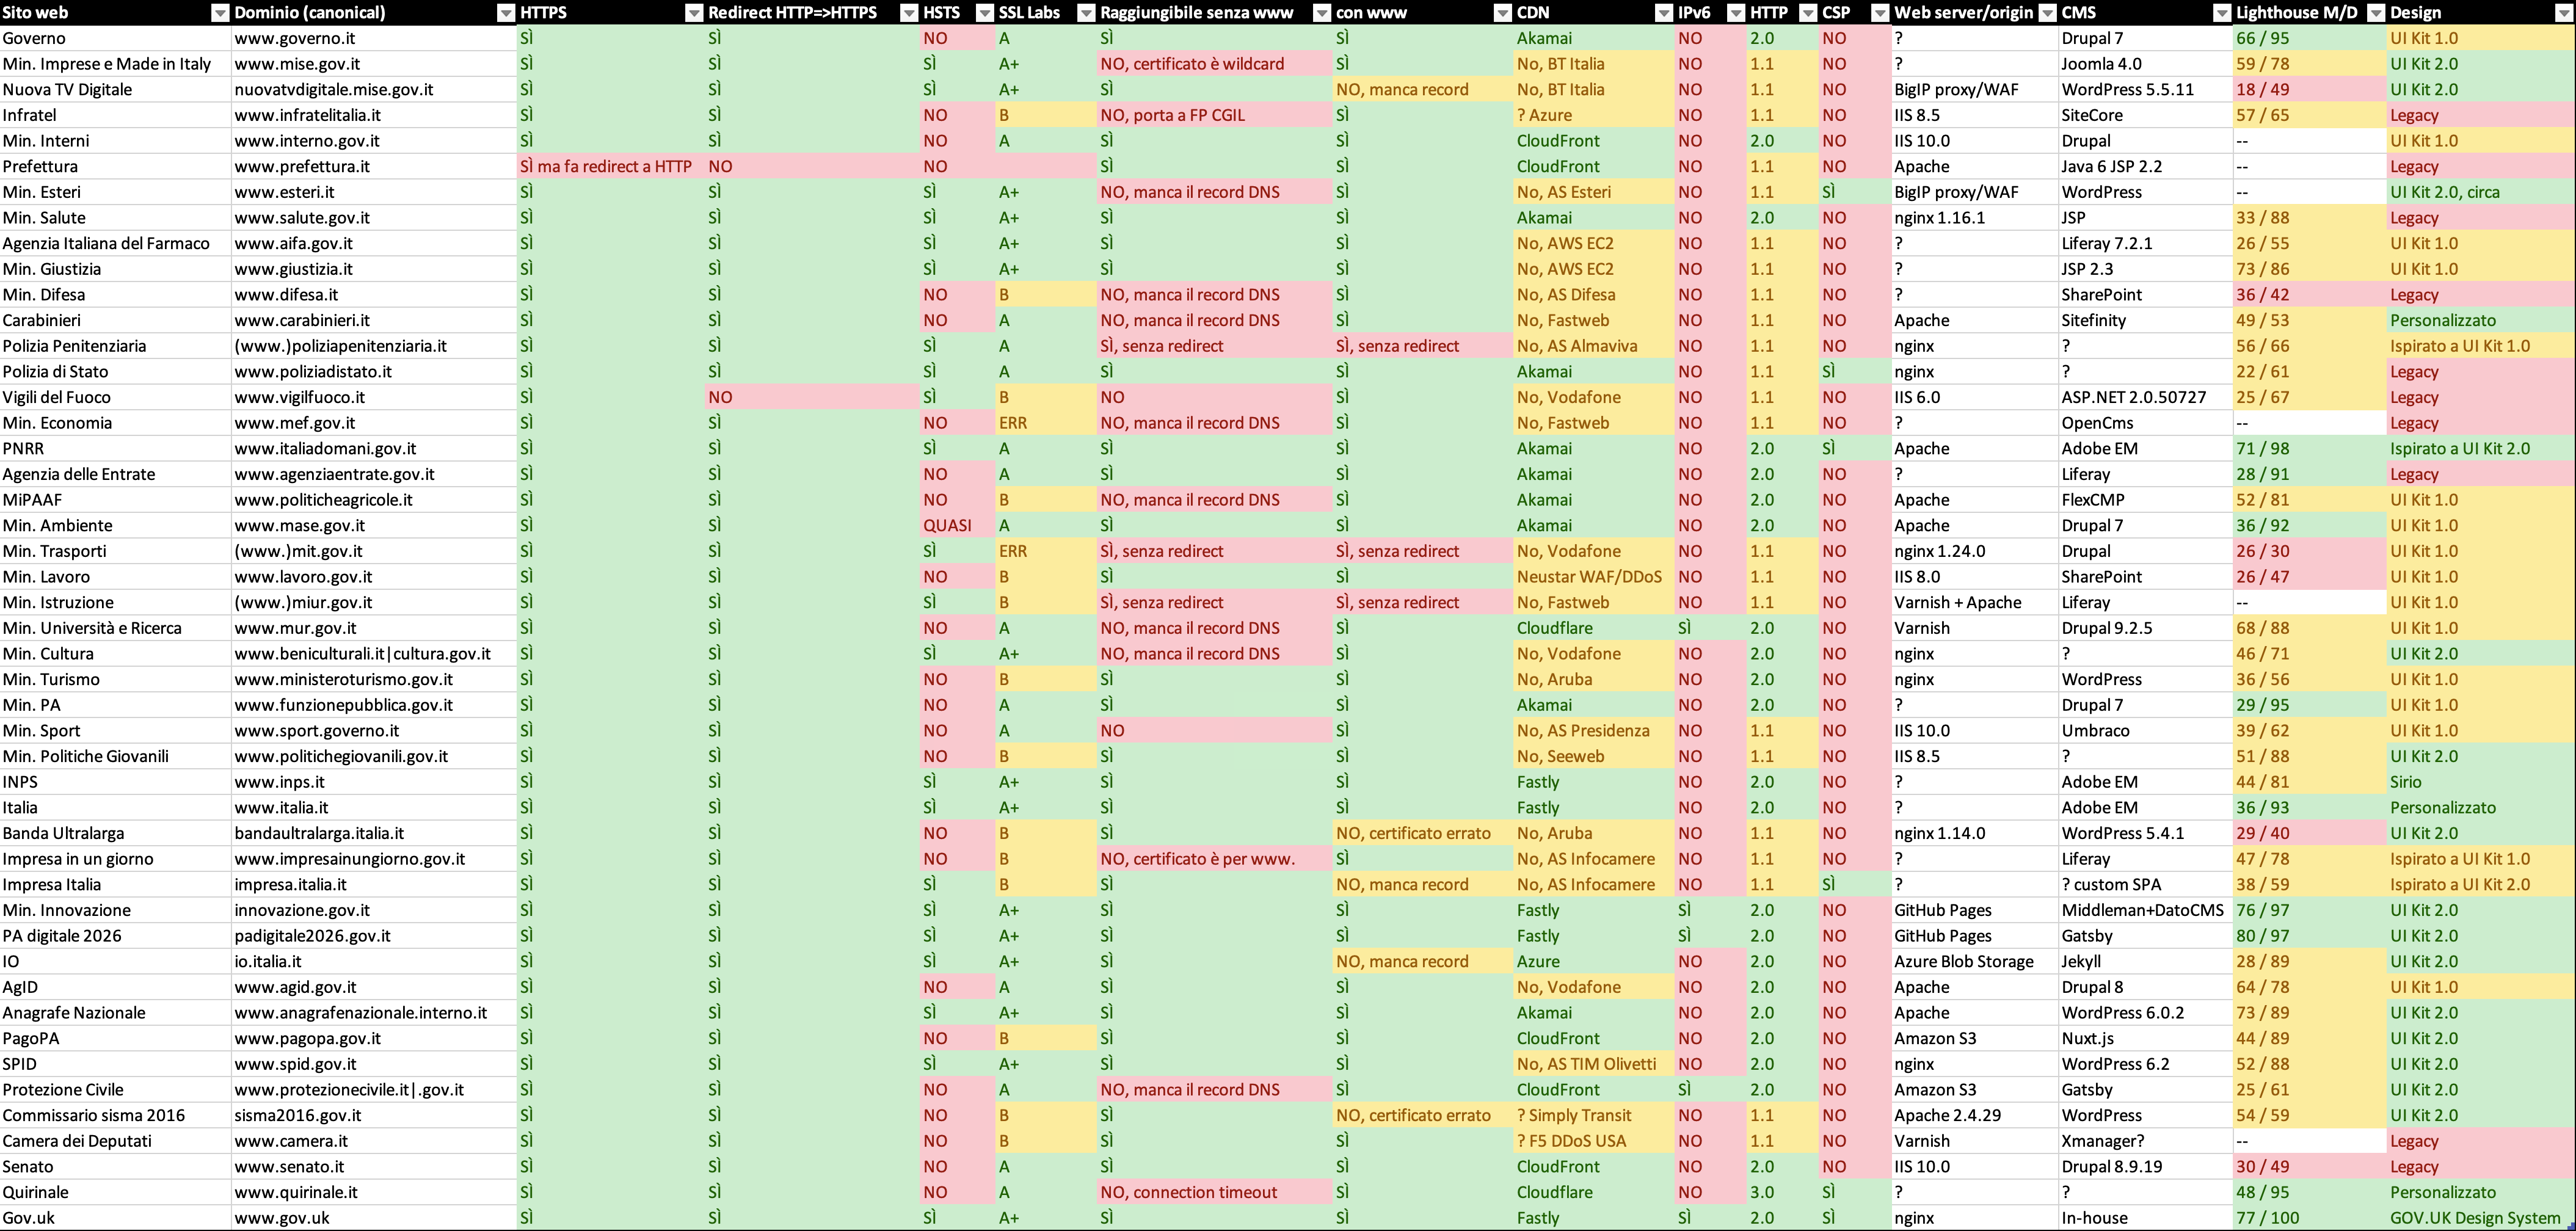 Sito web Dominio (canonical) HTTPS Redirect HTTP=>HTTPS HSTS SSL Labs Raggiungibile senza www con www CDN IPv6 HTTP CSP Web server/origin CMS Lighthouse M/D Design
Governo www.governo.it SÌ SÌ NO A SÌ SÌ Akamai NO 2.0 NO ? Drupal 7 66 / 95 UI Kit 1.0
Min. Imprese e Made in Italy www.mise.gov.it SÌ SÌ SÌ A+ NO, certificato è wildcard SÌ No, BT Italia NO 1.1 NO ? Joomla 4.0 59 / 78 UI Kit 2.0
Nuova TV Digitale nuovatvdigitale.mise.gov.it SÌ SÌ SÌ A+ SÌ NO, manca record No, BT Italia NO 1.1 NO BigIP proxy/WAF WordPress 5.5.11 18 / 49 UI Kit 2.0
Infratel www.infratelitalia.it SÌ SÌ NO B NO, porta a FP CGIL SÌ ? Azure NO 1.1 NO IIS 8.5 SiteCore 57 / 65 Legacy
Min. Interni www.interno.gov.it SÌ SÌ NO A SÌ SÌ CloudFront NO 2.0 NO IIS 10.0 Drupal -- UI Kit 1.0
Prefettura www.prefettura.it SÌ ma fa redirect a HTTP NO NO SÌ SÌ CloudFront NO 1.1 NO Apache Java 6 JSP 2.2 -- Legacy
Min. Esteri www.esteri.it SÌ SÌ SÌ A+ NO, manca il record DNS SÌ No, AS Esteri NO 1.1 SÌ BigIP proxy/WAF WordPress -- UI Kit 2.0, circa
Min. Salute www.salute.gov.it SÌ SÌ SÌ A+ SÌ SÌ Akamai NO 2.0 NO nginx 1.16.1 JSP 33 / 88 Legacy
Agenzia Italiana del Farmaco www.aifa.gov.it SÌ SÌ SÌ A+ SÌ SÌ No, AWS EC2 NO 1.1 NO ? Liferay 7.2.1 26 / 55 UI Kit 1.0
Min. Giustizia www.giustizia.it SÌ SÌ SÌ A+ SÌ SÌ No, AWS EC2 NO 1.1 NO ? JSP 2.3 73 / 86 UI Kit 1.0
Min. Difesa www.difesa.it SÌ SÌ NO B NO, manca il record DNS SÌ No, AS Difesa NO 1.1 NO ? SharePoint 36 / 42 Legacy
Carabinieri www.carabinieri.it SÌ SÌ NO A NO, manca il record DNS SÌ No, Fastweb NO 1.1 NO Apache Sitefinity 49 / 53 Personalizzato
Polizia Penitenziaria (www.)poliziapenitenziaria.it SÌ SÌ SÌ A SÌ, senza redirect SÌ, senza redirect No, AS Almaviva NO 1.1 NO nginx ? 56 / 66 Ispirato a UI Kit 1.0
Polizia di Stato www.poliziadistato.it SÌ SÌ SÌ A SÌ SÌ Akamai NO 1.1 SÌ nginx ? 22 / 61 Legacy
Vigili del Fuoco www.vigilfuoco.it SÌ NO SÌ B NO SÌ No, Vodafone NO 1.1 NO IIS 6.0 ASP.NET 2.0.50727 25 / 67 Legacy
Min. Economia www.mef.gov.it SÌ SÌ NO ERR NO, manca il record DNS SÌ No, Fastweb NO 1.1 NO ? OpenCms -- Legacy
PNRR www.italiadomani.gov.it SÌ SÌ SÌ A SÌ SÌ Akamai NO 2.0 SÌ Apache Adobe EM 71 / 98 Ispirato a UI Kit 2.0
Agenzia delle Entrate www.agenziaentrate.gov.it SÌ SÌ NO A SÌ SÌ Akamai NO 2.0 NO ? Liferay 28 / 91 Legacy
MiPAAF www.politicheagricole.it SÌ SÌ NO B NO, manca il record DNS SÌ Akamai NO 2.0 NO Apache FlexCMP 52 / 81 UI Kit 1.0
Min. Ambiente www.mase.gov.it SÌ SÌ QUASI A SÌ SÌ Akamai NO 2.0 NO Apache Drupal 7 36 / 92 UI Kit 1.0
Min. Trasporti (www.)mit.gov.it SÌ SÌ SÌ ERR SÌ, senza redirect SÌ, senza redirect No, Vodafone NO 1.1 NO nginx 1.24.0 Drupal 26 / 30 UI Kit 1.0
Min. Lavoro www.lavoro.gov.it SÌ SÌ NO B SÌ SÌ Neustar WAF/DDoS NO 1.1 NO IIS 8.0 SharePoint 26 / 47 UI Kit 1.0
Min. Istruzione (www.)miur.gov.it SÌ SÌ SÌ B SÌ, senza redirect SÌ, senza redirect No, Fastweb NO 1.1 NO Varnish + Apache Liferay -- UI Kit 1.0
Min. Università e Ricerca www.mur.gov.it SÌ SÌ NO A NO, manca il record DNS SÌ Cloudflare SÌ 2.0 NO Varnish Drupal 9.2.5 68 / 88 UI Kit 1.0
Min. Cultura www.beniculturali.it|cultura.gov.it SÌ SÌ SÌ A+ NO, manca il record DNS SÌ No, Vodafone NO 2.0 NO nginx ? 46 / 71 UI Kit 2.0
Min. Turismo www.ministeroturismo.gov.it SÌ SÌ NO B SÌ SÌ No, Aruba NO 2.0 NO nginx WordPress 36 / 56 UI Kit 1.0
Min. PA www.funzionepubblica.gov.it SÌ SÌ NO A SÌ SÌ Akamai NO 2.0 NO ? Drupal 7 29 / 95 UI Kit 1.0
Min. Sport www.sport.governo.it SÌ SÌ NO A NO SÌ No, AS Presidenza NO 1.1 NO IIS 10.0 Umbraco 39 / 62 UI Kit 1.0
Min. Politiche Giovanili www.politichegiovanili.gov.it SÌ SÌ NO B SÌ SÌ No, Seeweb NO 1.1 NO IIS 8.5 ? 51 / 88 UI Kit 2.0
INPS www.inps.it SÌ SÌ SÌ A+ SÌ SÌ Fastly NO 2.0 NO ? Adobe EM 44 / 81 Sirio
Italia www.italia.it SÌ SÌ SÌ A+ SÌ SÌ Fastly NO 2.0 NO ? Adobe EM 36 / 93 Personalizzato
Banda Ultralarga bandaultralarga.italia.it SÌ SÌ NO B SÌ NO, certificato errato No, Aruba NO 1.1 NO nginx 1.14.0 WordPress 5.4.1 29 / 40 UI Kit 2.0
Impresa in un giorno www.impresainungiorno.gov.it SÌ SÌ NO B NO, certificato è per www. SÌ No, AS Infocamere NO 1.1 NO ? Liferay 47 / 78 Ispirato a UI Kit 1.0
Impresa Italia impresa.italia.it SÌ SÌ SÌ B SÌ NO, manca record No, AS Infocamere NO 1.1 SÌ ? ? custom SPA 38 / 59 Ispirato a UI Kit 2.0
Min. Innovazione innovazione.gov.it SÌ SÌ SÌ A+ SÌ SÌ Fastly SÌ 2.0 NO GitHub Pages Middleman+DatoCMS 76 / 97 UI Kit 2.0
PA digitale 2026 padigitale2026.gov.it SÌ SÌ SÌ A+ SÌ SÌ Fastly SÌ 2.0 NO GitHub Pages Gatsby 80 / 97 UI Kit 2.0
IO io.italia.it SÌ SÌ SÌ A+ SÌ NO, manca record Azure NO 2.0 NO Azure Blob Storage Jekyll 28 / 89 UI Kit 2.0
AgID www.agid.gov.it SÌ SÌ NO A SÌ SÌ No, Vodafone NO 2.0 NO Apache Drupal 8 64 / 78 UI Kit 1.0
Anagrafe Nazionale www.anagrafenazionale.interno.it SÌ SÌ SÌ A+ SÌ SÌ Akamai NO 2.0 NO Apache WordPress 6.0.2 73 / 89 UI Kit 2.0
PagoPA www.pagopa.gov.it SÌ SÌ NO B SÌ SÌ CloudFront NO 2.0 NO Amazon S3 Nuxt.js 44 / 89 UI Kit 2.0
SPID www.spid.gov.it SÌ SÌ SÌ A+ SÌ SÌ No, AS TIM Olivetti NO 2.0 NO nginx WordPress 6.2 52 / 88 UI Kit 2.0
Protezione Civile www.protezionecivile.it|.gov.it SÌ SÌ NO A NO, manca il record DNS SÌ CloudFront SÌ 2.0 NO Amazon S3 Gatsby 25 / 61 UI Kit 2.0
Commissario sisma 2016 sisma2016.gov.it SÌ SÌ NO B SÌ NO, certificato errato ? Simply Transit NO 1.1 NO Apache 2.4.29 WordPress 54 / 59 UI Kit 2.0
Camera dei Deputati www.camera.it SÌ SÌ NO B SÌ SÌ ? F5 DDoS USA NO 1.1 NO Varnish Xmanager? -- Legacy
Senato www.senato.it SÌ SÌ NO A SÌ SÌ CloudFront NO 2.0 NO IIS 10.0 Drupal 8.9.19 30 / 49 Legacy
Quirinale www.quirinale.it SÌ SÌ NO A NO, connection timeout SÌ Cloudflare NO 3.0 SÌ ? ? 48 / 95 Personalizzato
Gov.uk www.gov.uk SÌ SÌ SÌ A+ SÌ SÌ Fastly SÌ 2.0 SÌ nginx In-house 77 / 100 GOV.UK Design System